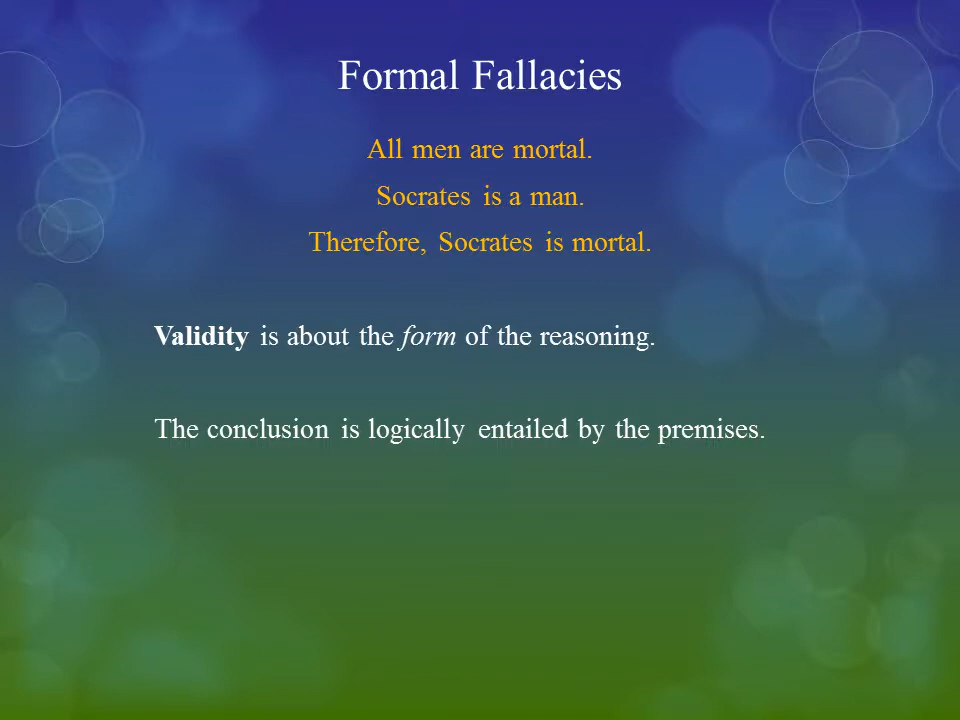 Formal Fallacies
All men are mortal.
Socrates is a man.
Therefore, Socrates is mortal.
Validity is about the form of the reasoning.
The conclusion is logically entailed by the premises.